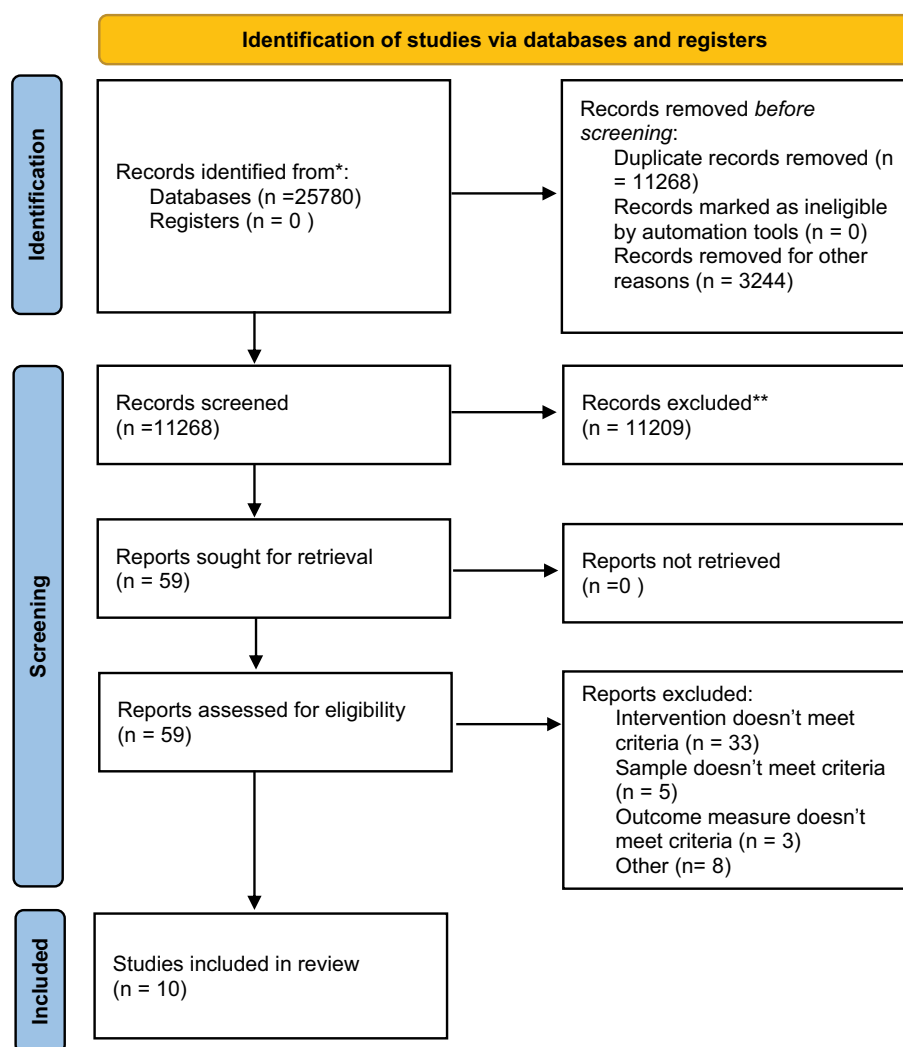 Identification of studies via databases and registers
Identification
Records identified from*:
Databases (n =25780)
Registers (n = 0 )
Records removed before
screening:
Duplicate records removed (n
= 11268)
Records marked as ineligible
by automation tools (n = 0)
Records removed for other
reasons (n = 3244)
Screening
Records screened
(n =11268)
Records excluded**
(n = 11209)
Reports sought for retrieval
(n = 59)
Reports not retrieved
(n =0 )
Reports assessed for eligibility
(n = 59)
Reports excluded:
Intervention doesn’t meet
criteria (n = 33)
Sample doesn’t meet criteria
(n = 5)
Outcome measure doesn’t
meet criteria (n = 3)
Other (n= 8)
Included
Studies included in review
(n = 10)